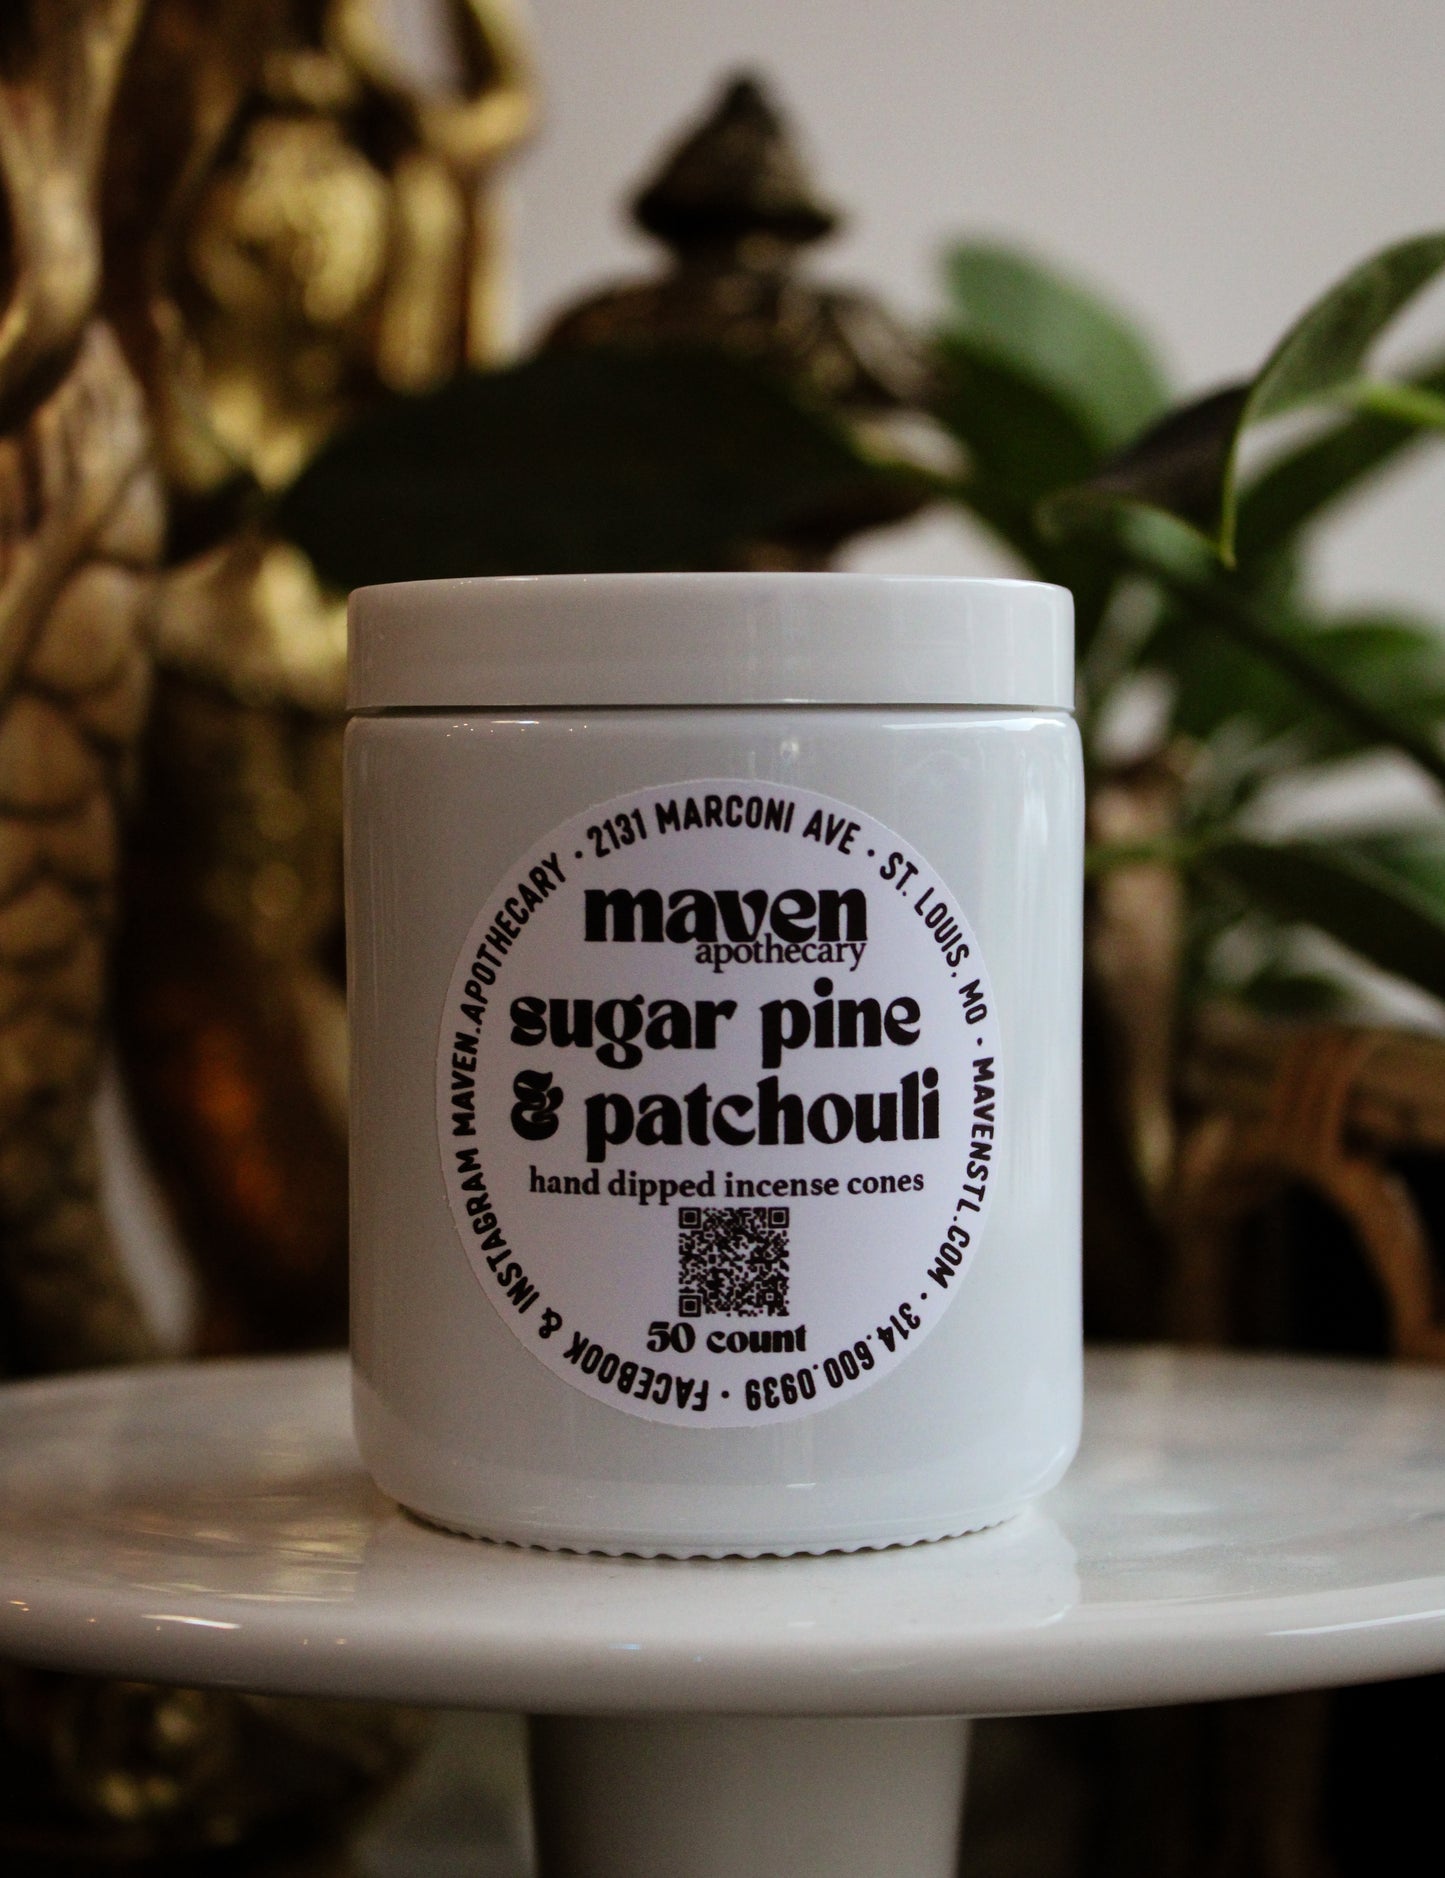 2131 MARCONI AVE • ST. LOUIS, MO • MAVENSTL.COM • 314.600.0939 • FACEBOOK & INSTAGRAM MAVEN.APOTHECARY •
maven
apothecary
sugar pine
& patchouli
hand dipped incense cones
50 count